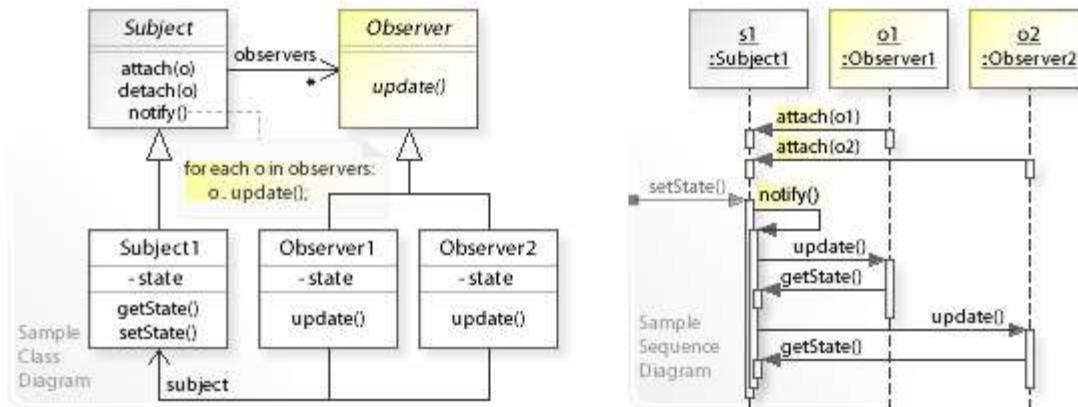 Subject
attach(o)
detach(o)
notify()
observers
*
Observer
update()
for each o in observers:
o . update();
Subject1
- state
getState()
setState()
Observer1
- state
update()
Observer2
- state
update()
subject
Sample
Class
Diagram
s1
:Subject1
o1
:Observer1
o2
:Observer2
attach(o1)
attach(o2)
setState()
notify()
update()
getState()
update()
getState()
Sample
Sequence
Diagram